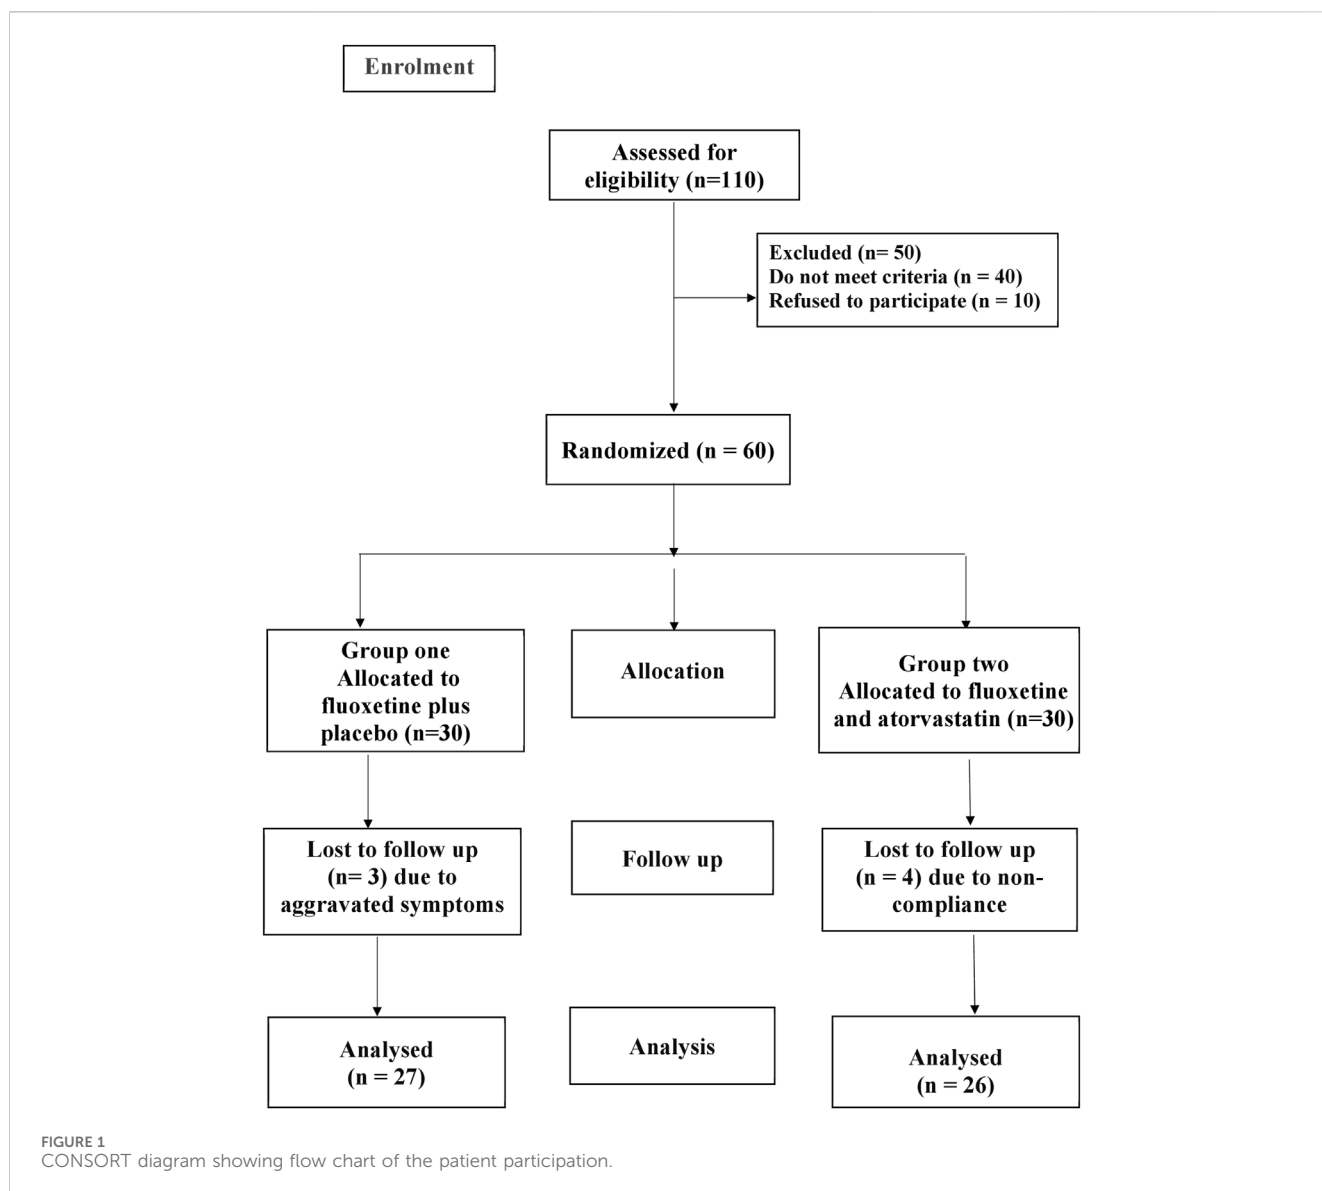 Enrolment
Assessed for
eligibility (n=110)
Excluded (n= 50)
Do not meet criteria (n = 40)
Refused to participate (n = 10)
Randomized (n = 60)
Group one
Allocated to
fluoxetine plus
placebo (n=30)
Allocation
Group two
Allocated to fluoxetine
and atorvastatin (n=30)
Lost to follow up
(n= 3) due to
aggravated symptoms
Follow up
Lost to follow up
(n = 4) due to non-
compliance
Analysed
(n = 27)
Analysis
Analysed
(n = 26)
FIGURE 1
CONSORT diagram showing flow chart of the patient participation.